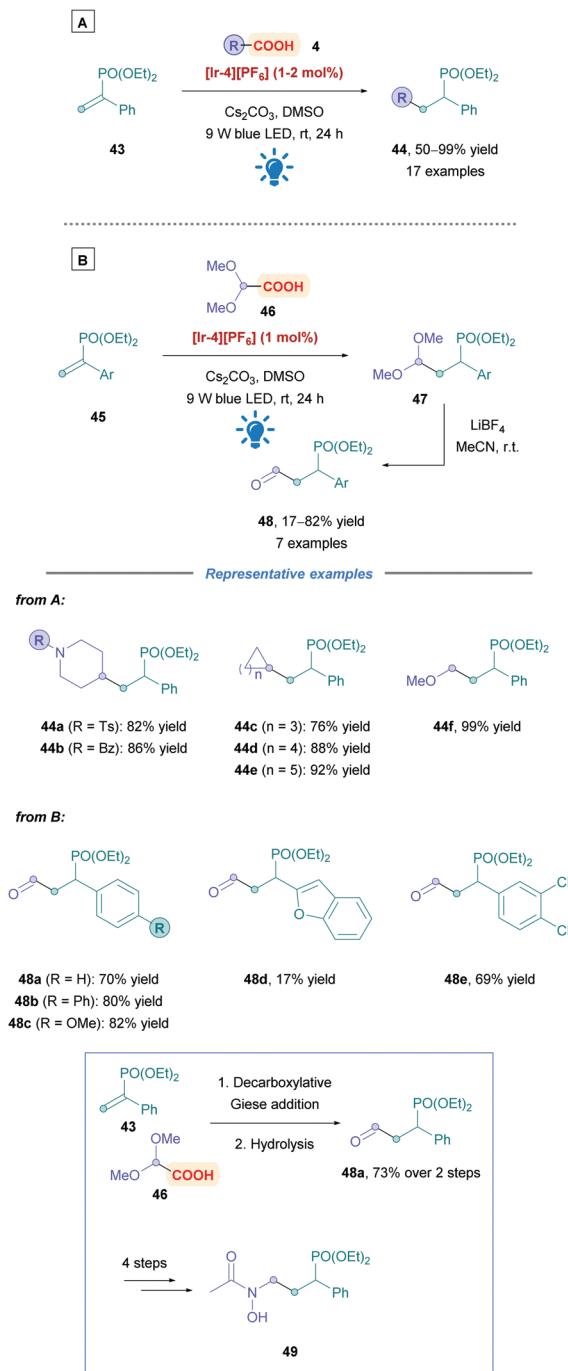 A
R COOH 4
PO(OEt)2
[Ir-4][PF6] (1-2 mol%)
PO(OEt)2
Ph
R
Ph
Cs2CO3, DMSO
9 W blue LED, rt, 24 h
43
44, 50–99% yield
17 examples
B
MeO
COOH
MeO
46
PO(OEt)2
[Ir-4][PF6] (1 mol%)
OMe PO(OEt)2
Ar
MeO
Ar
Cs2CO3, DMSO
9 W blue LED, rt, 24 h
45
47
LiBF4
MeCN, r.t.
PO(OEt)2
O
Ar
48, 17–82% yield
7 examples
Representative examples
from A:
R
N
PO(OEt)2
Ph
( )n
PO(OEt)2
Ph
PO(OEt)2
MeO
Ph
44a (R = Ts): 82% yield
44b (R = Bz): 86% yield
44c (n = 3): 76% yield
44d (n = 4): 88% yield
44e (n = 5): 92% yield
44f, 99% yield
from B:
PO(OEt)2
O
R
PO(OEt)2
O
O
PO(OEt)2
O
Cl
Cl
48a (R = H): 70% yield
48b (R = Ph): 80% yield
48c (R = OMe): 82% yield
48d, 17% yield
48e, 69% yield
PO(OEt)2
Ph
43
OMe
MeO
COOH
46
1. Decarboxylative
Giese addition
2. Hydrolysis
PO(OEt)2
O
Ph
48a, 73% over 2 steps
4 steps
O
PO(OEt)2
N
Ph
OH
49